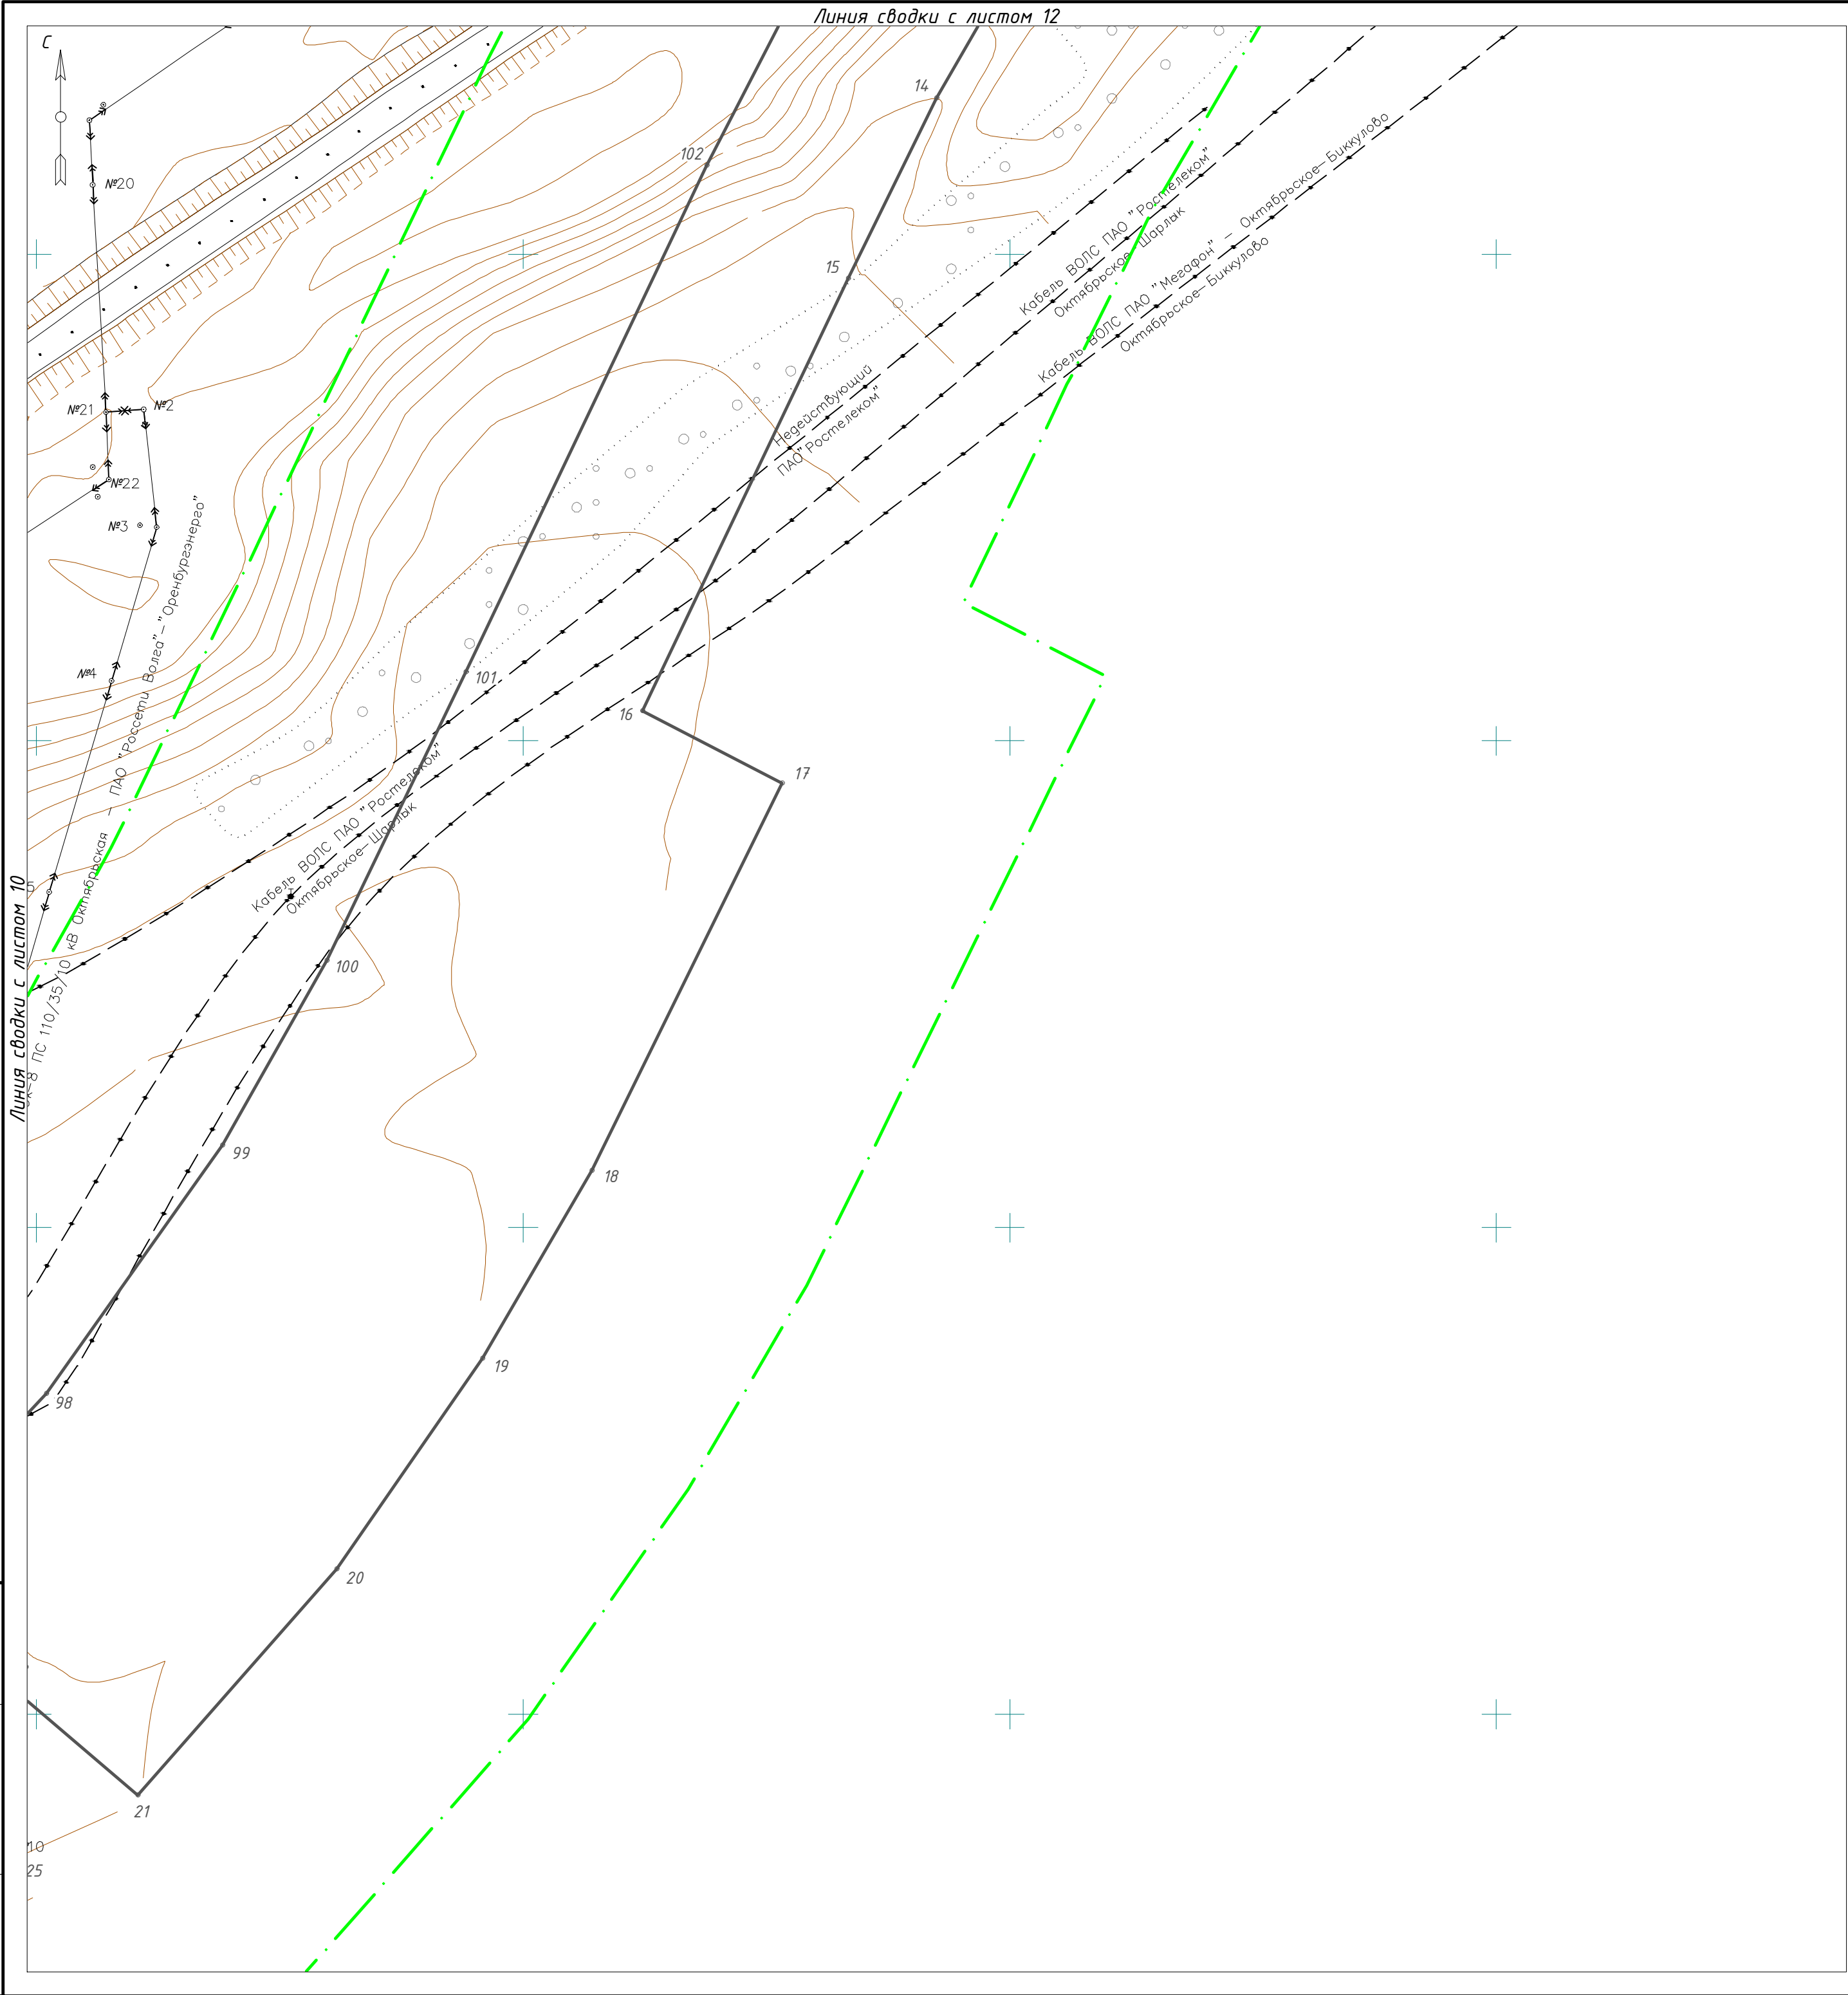 Линия сводки с листом 12
С
14
102
№20
Кабель ВОЛС ПАО "Ростелеком"
Октябрьское-Шарлык
Кабель ВОЛС ПАО "Мегафон" - Октябрьское-Биккулово
Октябрьское-Биккулово
15
Недействующий
ПАО"Ростелеком"
№21
№2
№22
№3
№4
101
16
17
Кабель ВОЛС ПАО "Ростелеком"
Октябрьское-Шарлык
ПС 110/35/10 кВ Октябрьская - ПАО "Россети Волга"-"Оренбургэнерго"
5
Линия сводки с листом 10
100
99
18
19
98
20
21
10
25